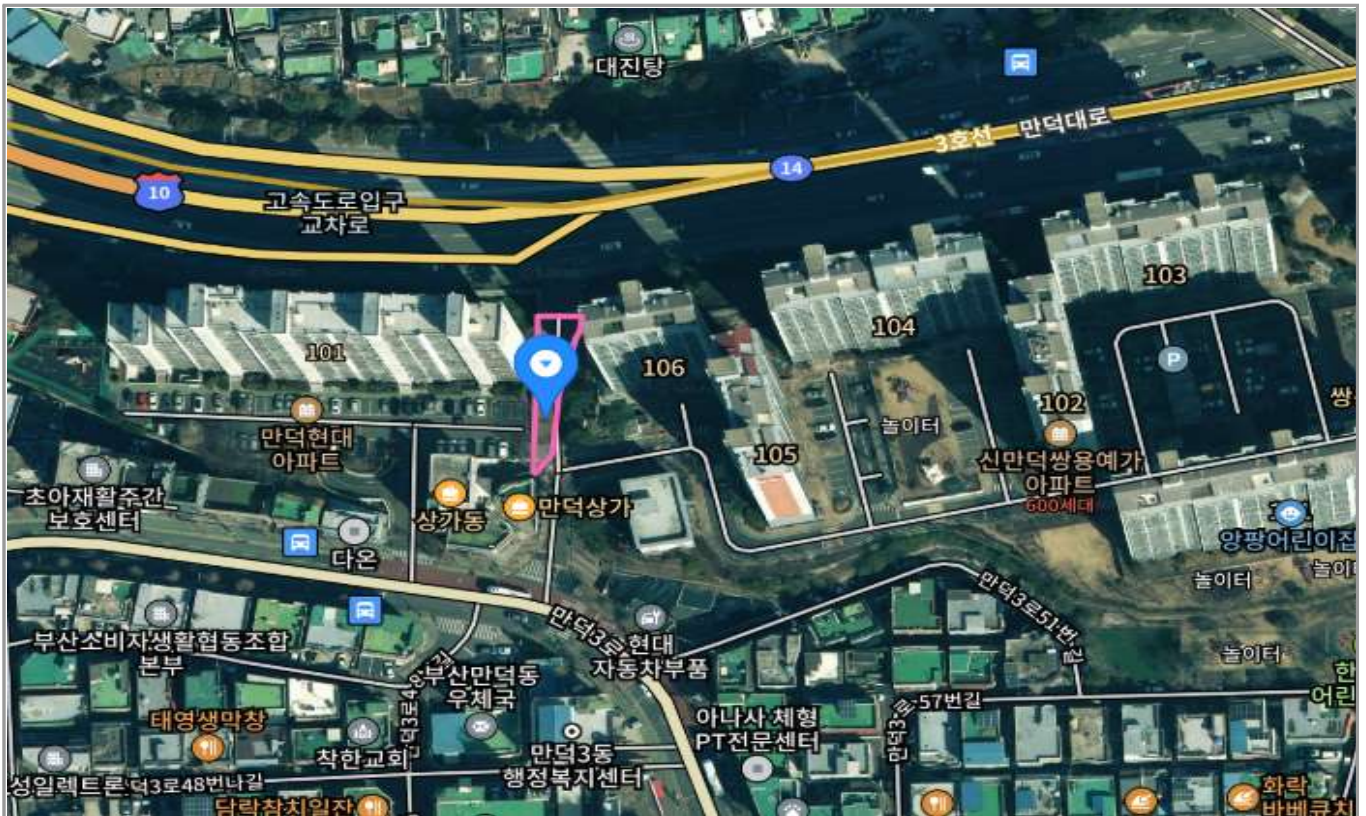 대진탕
3호선 만덕대로
14
10
고속도로입구
교차로
103
104
101
106
102
P
쌍
놀이터
105
만덕현대
아파트
신만덕쌍용예가
아파트
600세대
초아재활주간
보호센터
상가동
만덕상가
다온
앙팡어린이집
놀이터
놀이터
만덕3로51번길
만덕3로
현대
자동차부품
부산소비자생활협동조합
본부
부산만덕동
우체국
놀이터
한
어린
57번길
태영생막창
착한교회
만덕3동
행정복지센터
아나사 체형
PT전문센터
성일렉트론
덕3로48번나길
담락참치일잔
화락
바베큐치